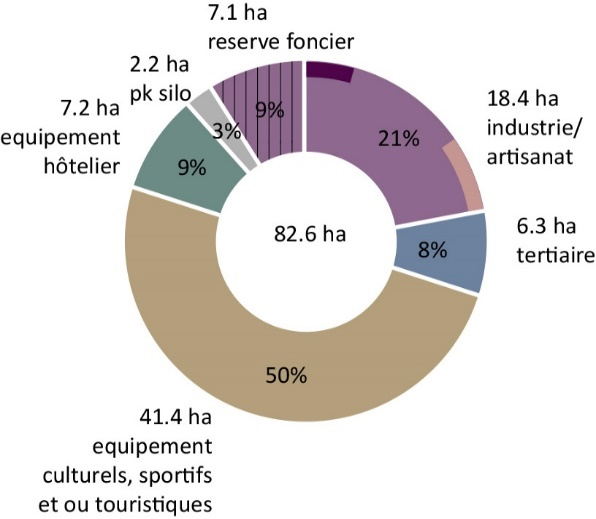 7.1 ha
reserve foncier
2.2 ha
pk silo
7.2 ha
equipement
hôtelier
18.4 ha
industrie/
artisanat
6.3 ha
tertiaire
9%
3%
9%
21%
8%
82.6 ha
50%
41.4 ha
equipement
culturels, sportifs
et ou touristiques